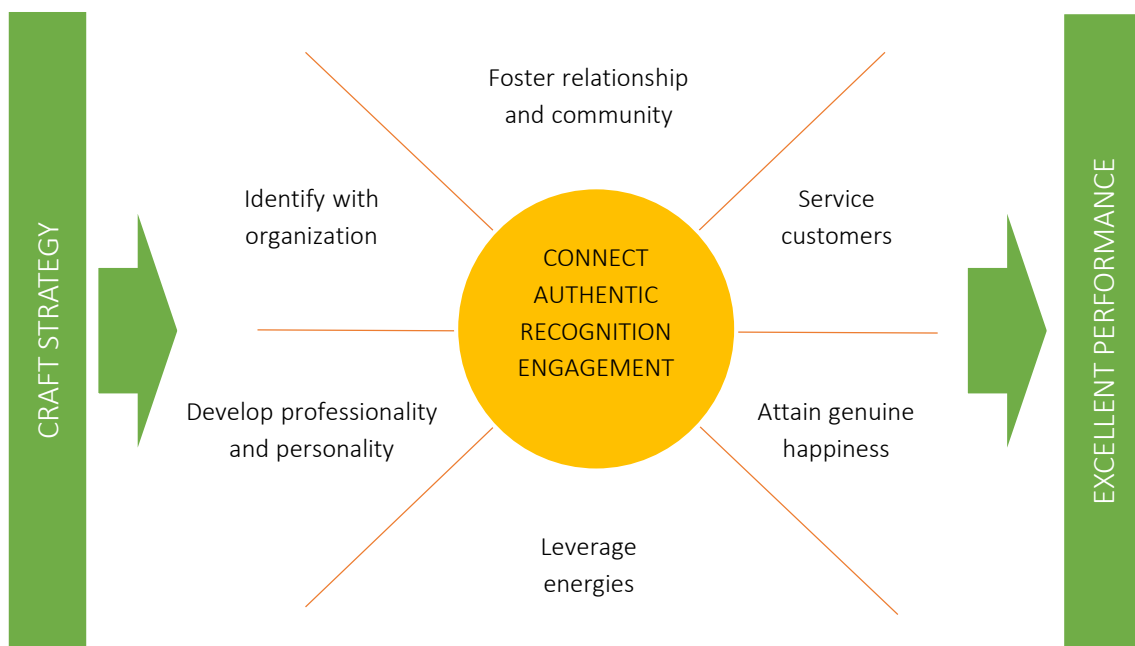 CRAFT STRATEGY
Foster relationship
and community
Identify with
organization
Service
customers
CONNECT
AUTHENTIC
RECOGNITION
ENGAGEMENT
Develop professionality
and personality
Attain genuine
happiness
Leverage
energies
EXCELLENT PERFORMANCE